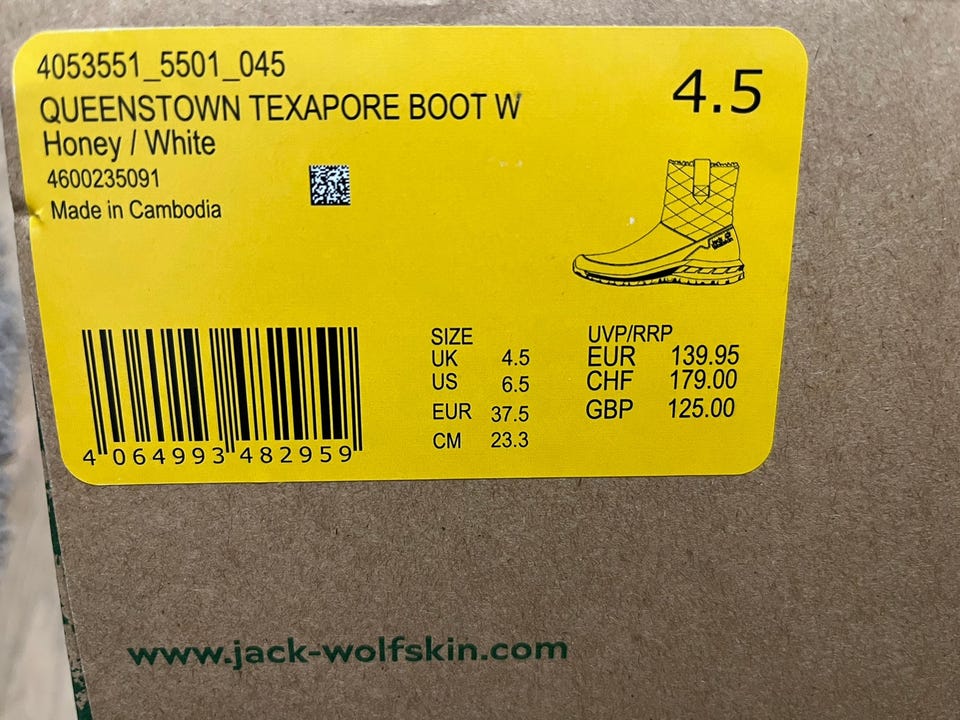 4053551_5501_045
4.5
QUEENSTOWN TEXAPORE BOOT W
Honey / White
4600235091
Made in Cambodia
SIZE
UK 4.5
US 6.5
EUR 37.5
CM 23.3
UVP/RRP
EUR 139.95
CHF 179.00
GBP 125.00
4 064993 482959
www.jack-wolfskin.com